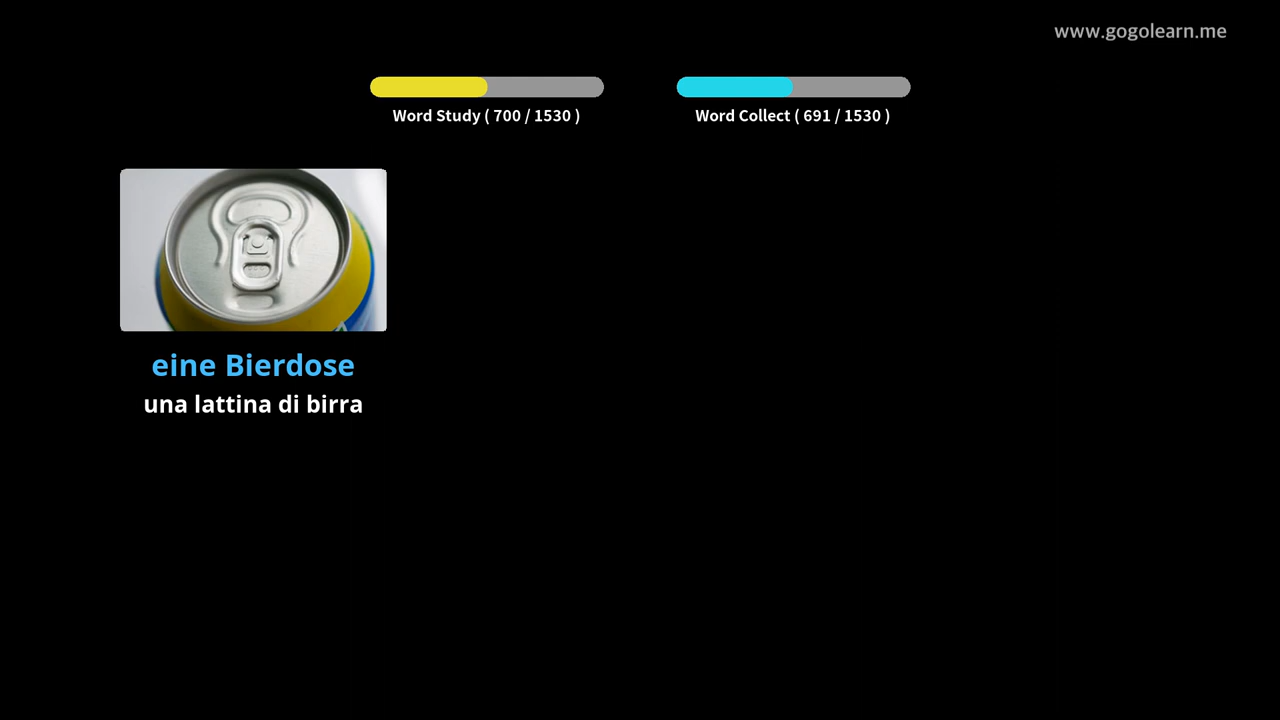 www.gogolearn.me
Word Study ( 700 / 1530 )
Word Collect ( 691 / 1530 )
eine Bierdose
una lattina di birra